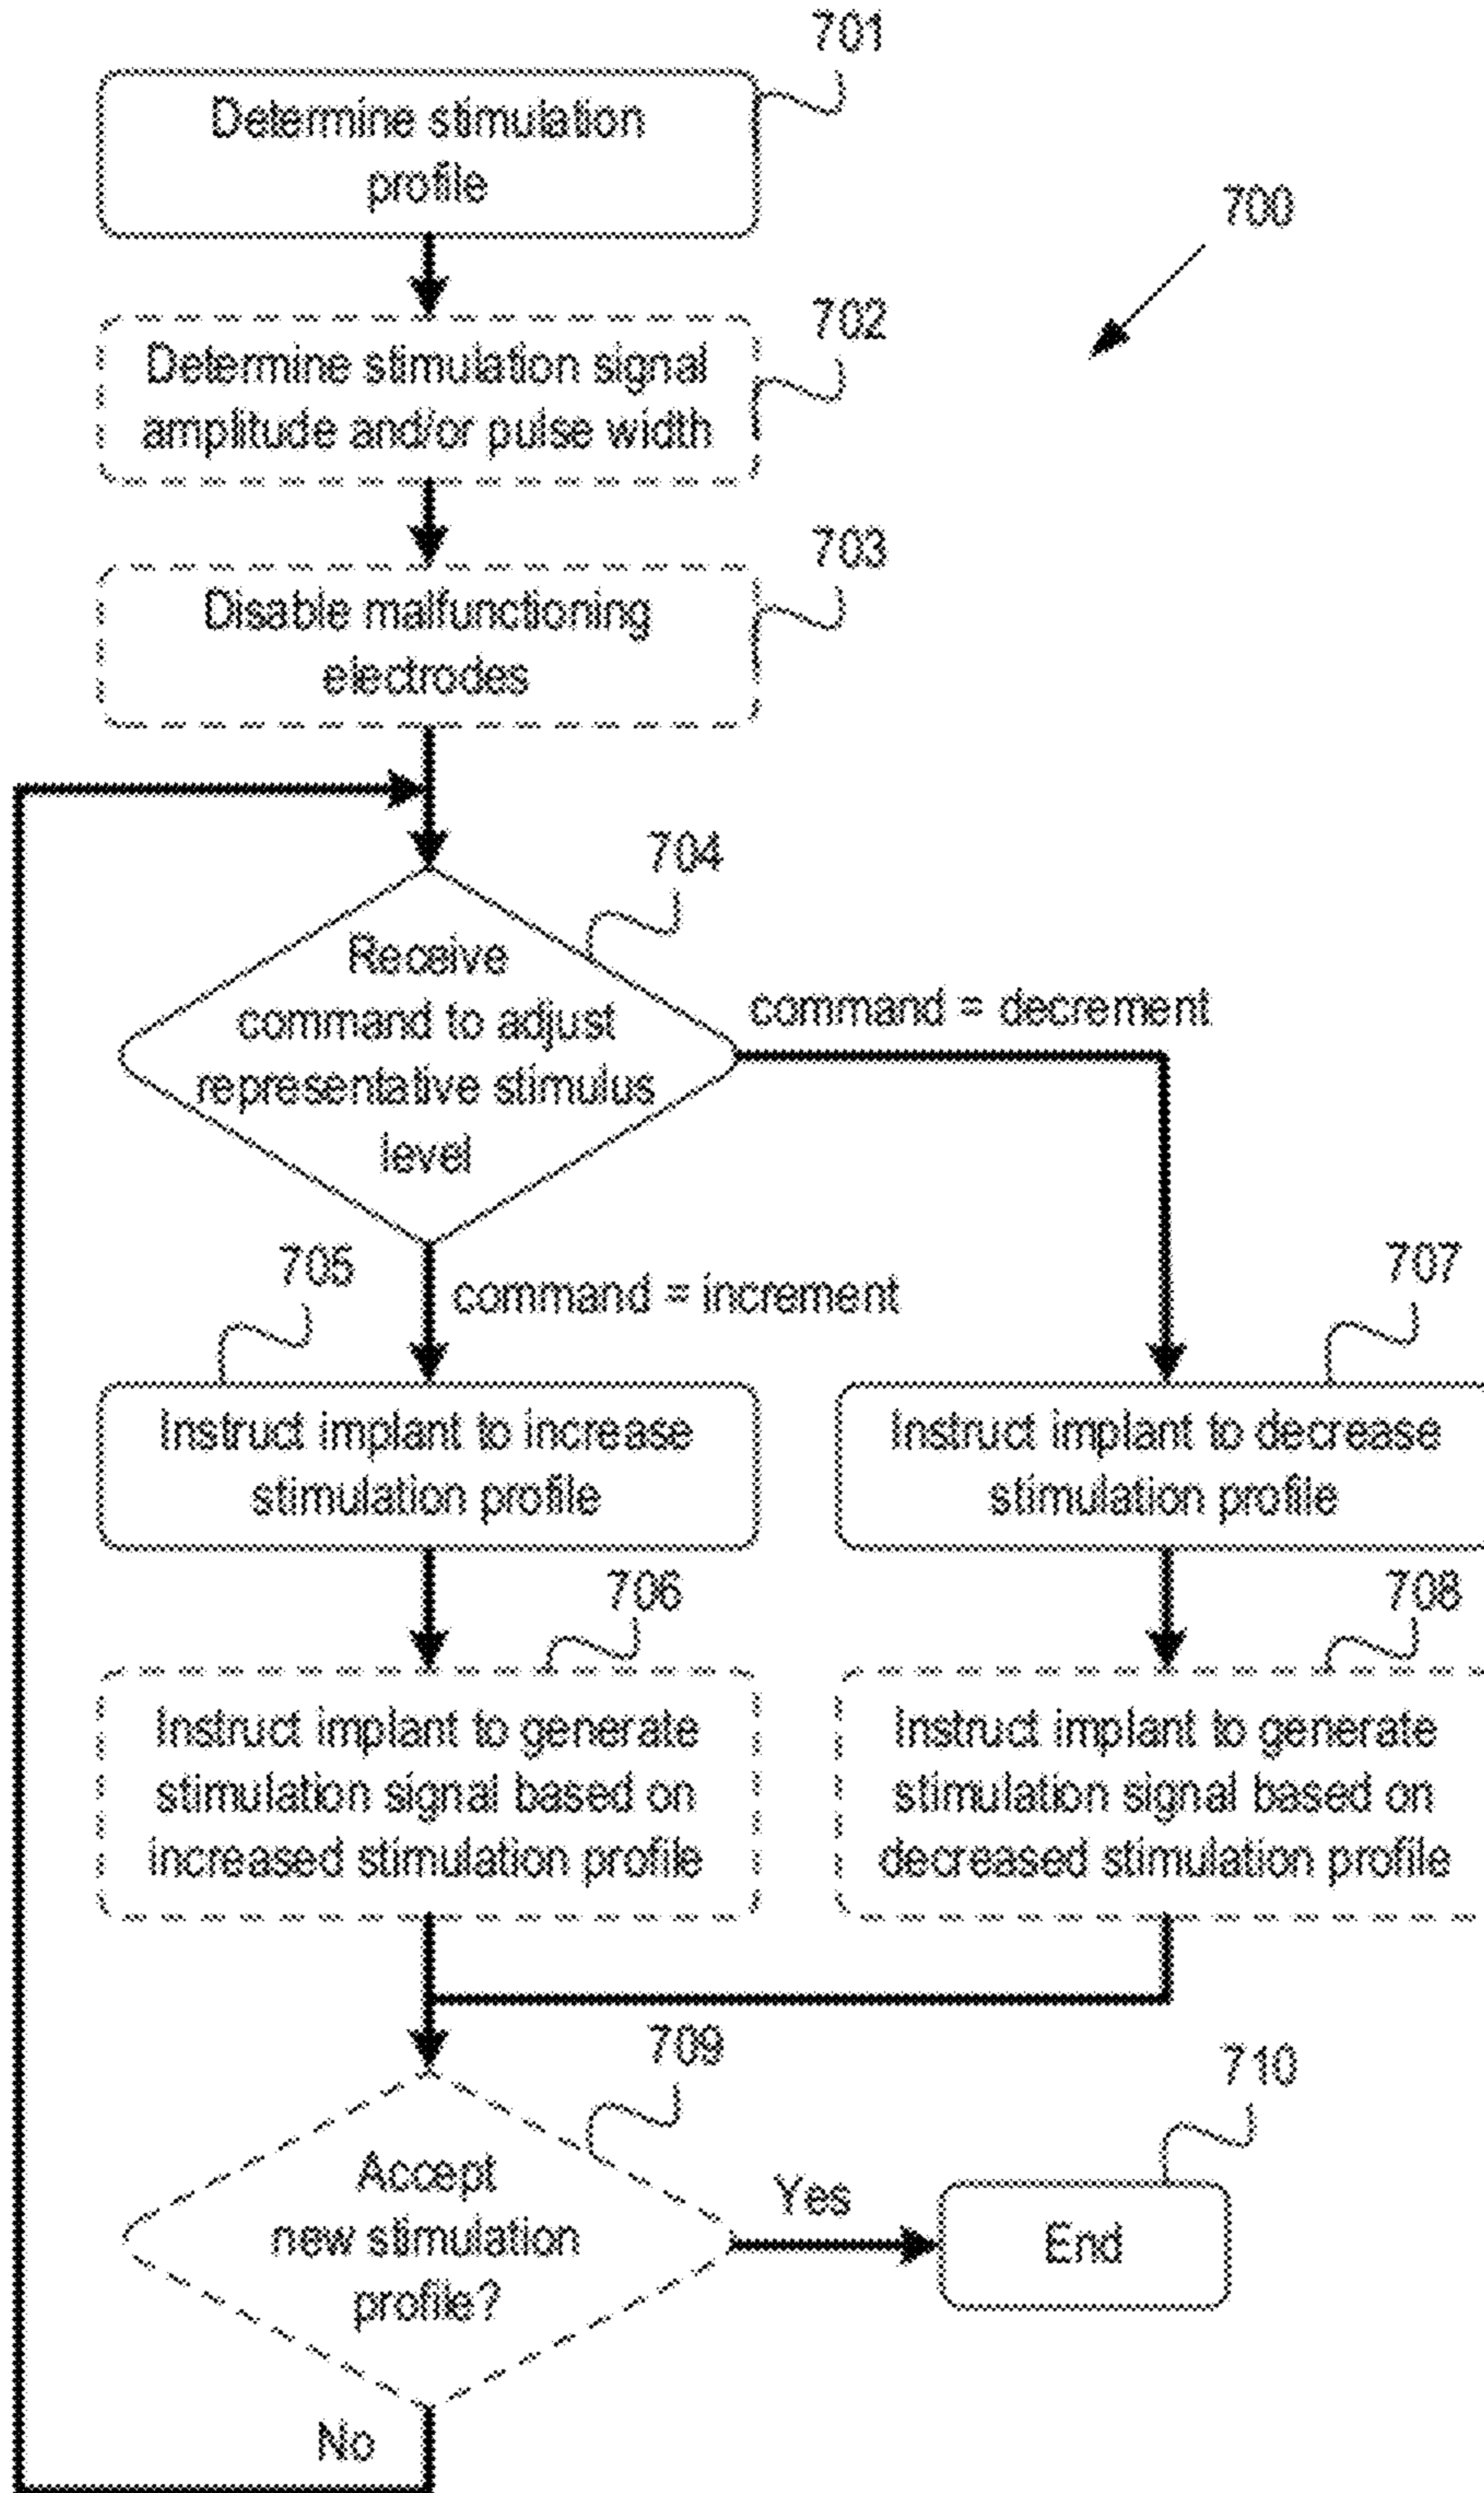 701
Determine stimulation
profile
700
702
Determine stimulation signal
amplitude and/or pulse width
703
Disable malfunctioning
electrodes
704
Receive
command to adjust
representative stimulus
level
command = decrement
705
command = increment
707
Instruct implant to increase
stimulation profile
Instruct implant to decrease
stimulation profile
706
708
Instruct implant to generate
stimulation signal based on
increased stimulation profile
Instruct implant to generate
stimulation signal based on
decreased stimulation profile
709
710
Accept
new stimulation
profile?
Yes
End
No